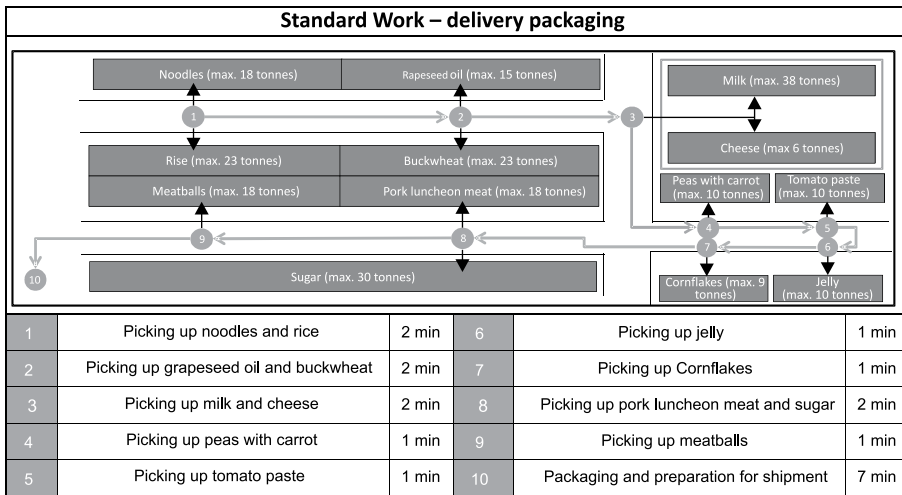 Standard Work – delivery packaging
Noodles (max. 18 tonnes)
Rapeseed oil (max. 15 tonnes)
Milk (max. 38 tonnes)
1
2
3
Rise (max. 23 tonnes)
Buckwheat (max. 23 tonnes)
Cheese (max 6 tonnes)
Meatballs (max. 18 tonnes)
Pork luncheon meat (max. 18 tonnes)
Peas with carrot
(max. 10 tonnes)
Tomato paste
(max. 10 tonnes)
4
5
9
8
7
6
10
Sugar (max. 30 tonnes)
Cornflakes (max. 9
tonnes)
Jelly
(max. 10 tonnes)
1 Picking up noodles and rice 2 min 6 Picking up jelly 1 min
2 Picking up grapeseed oil and buckwheat 2 min 7 Picking up Cornflakes 1 min
3 Picking up milk and cheese 2 min 8 Picking up pork luncheon meat and sugar 2 min
4 Picking up peas with carrot 1 min 9 Picking up meatballs 1 min
5 Picking up tomato paste 1 min 10 Packaging and preparation for shipment 7 min